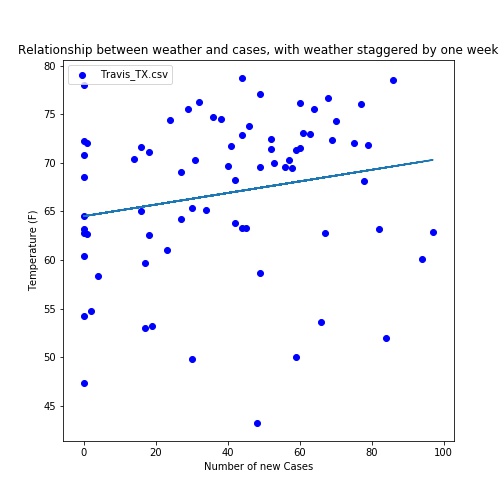 Relationship between weather and cases, with weather staggered by one week
Travis_TX.csv
80
75
70
65
60
55
50
45
Temperature (F)
0 20 40 60 80 100
Number of new Cases